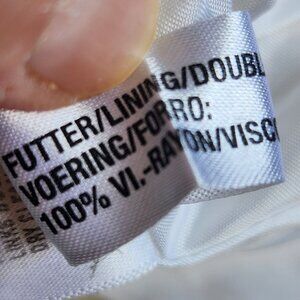 FUTTER/LINING/DOUBL
VOERING/FORRO:
100% VI.-RAYON/VISC